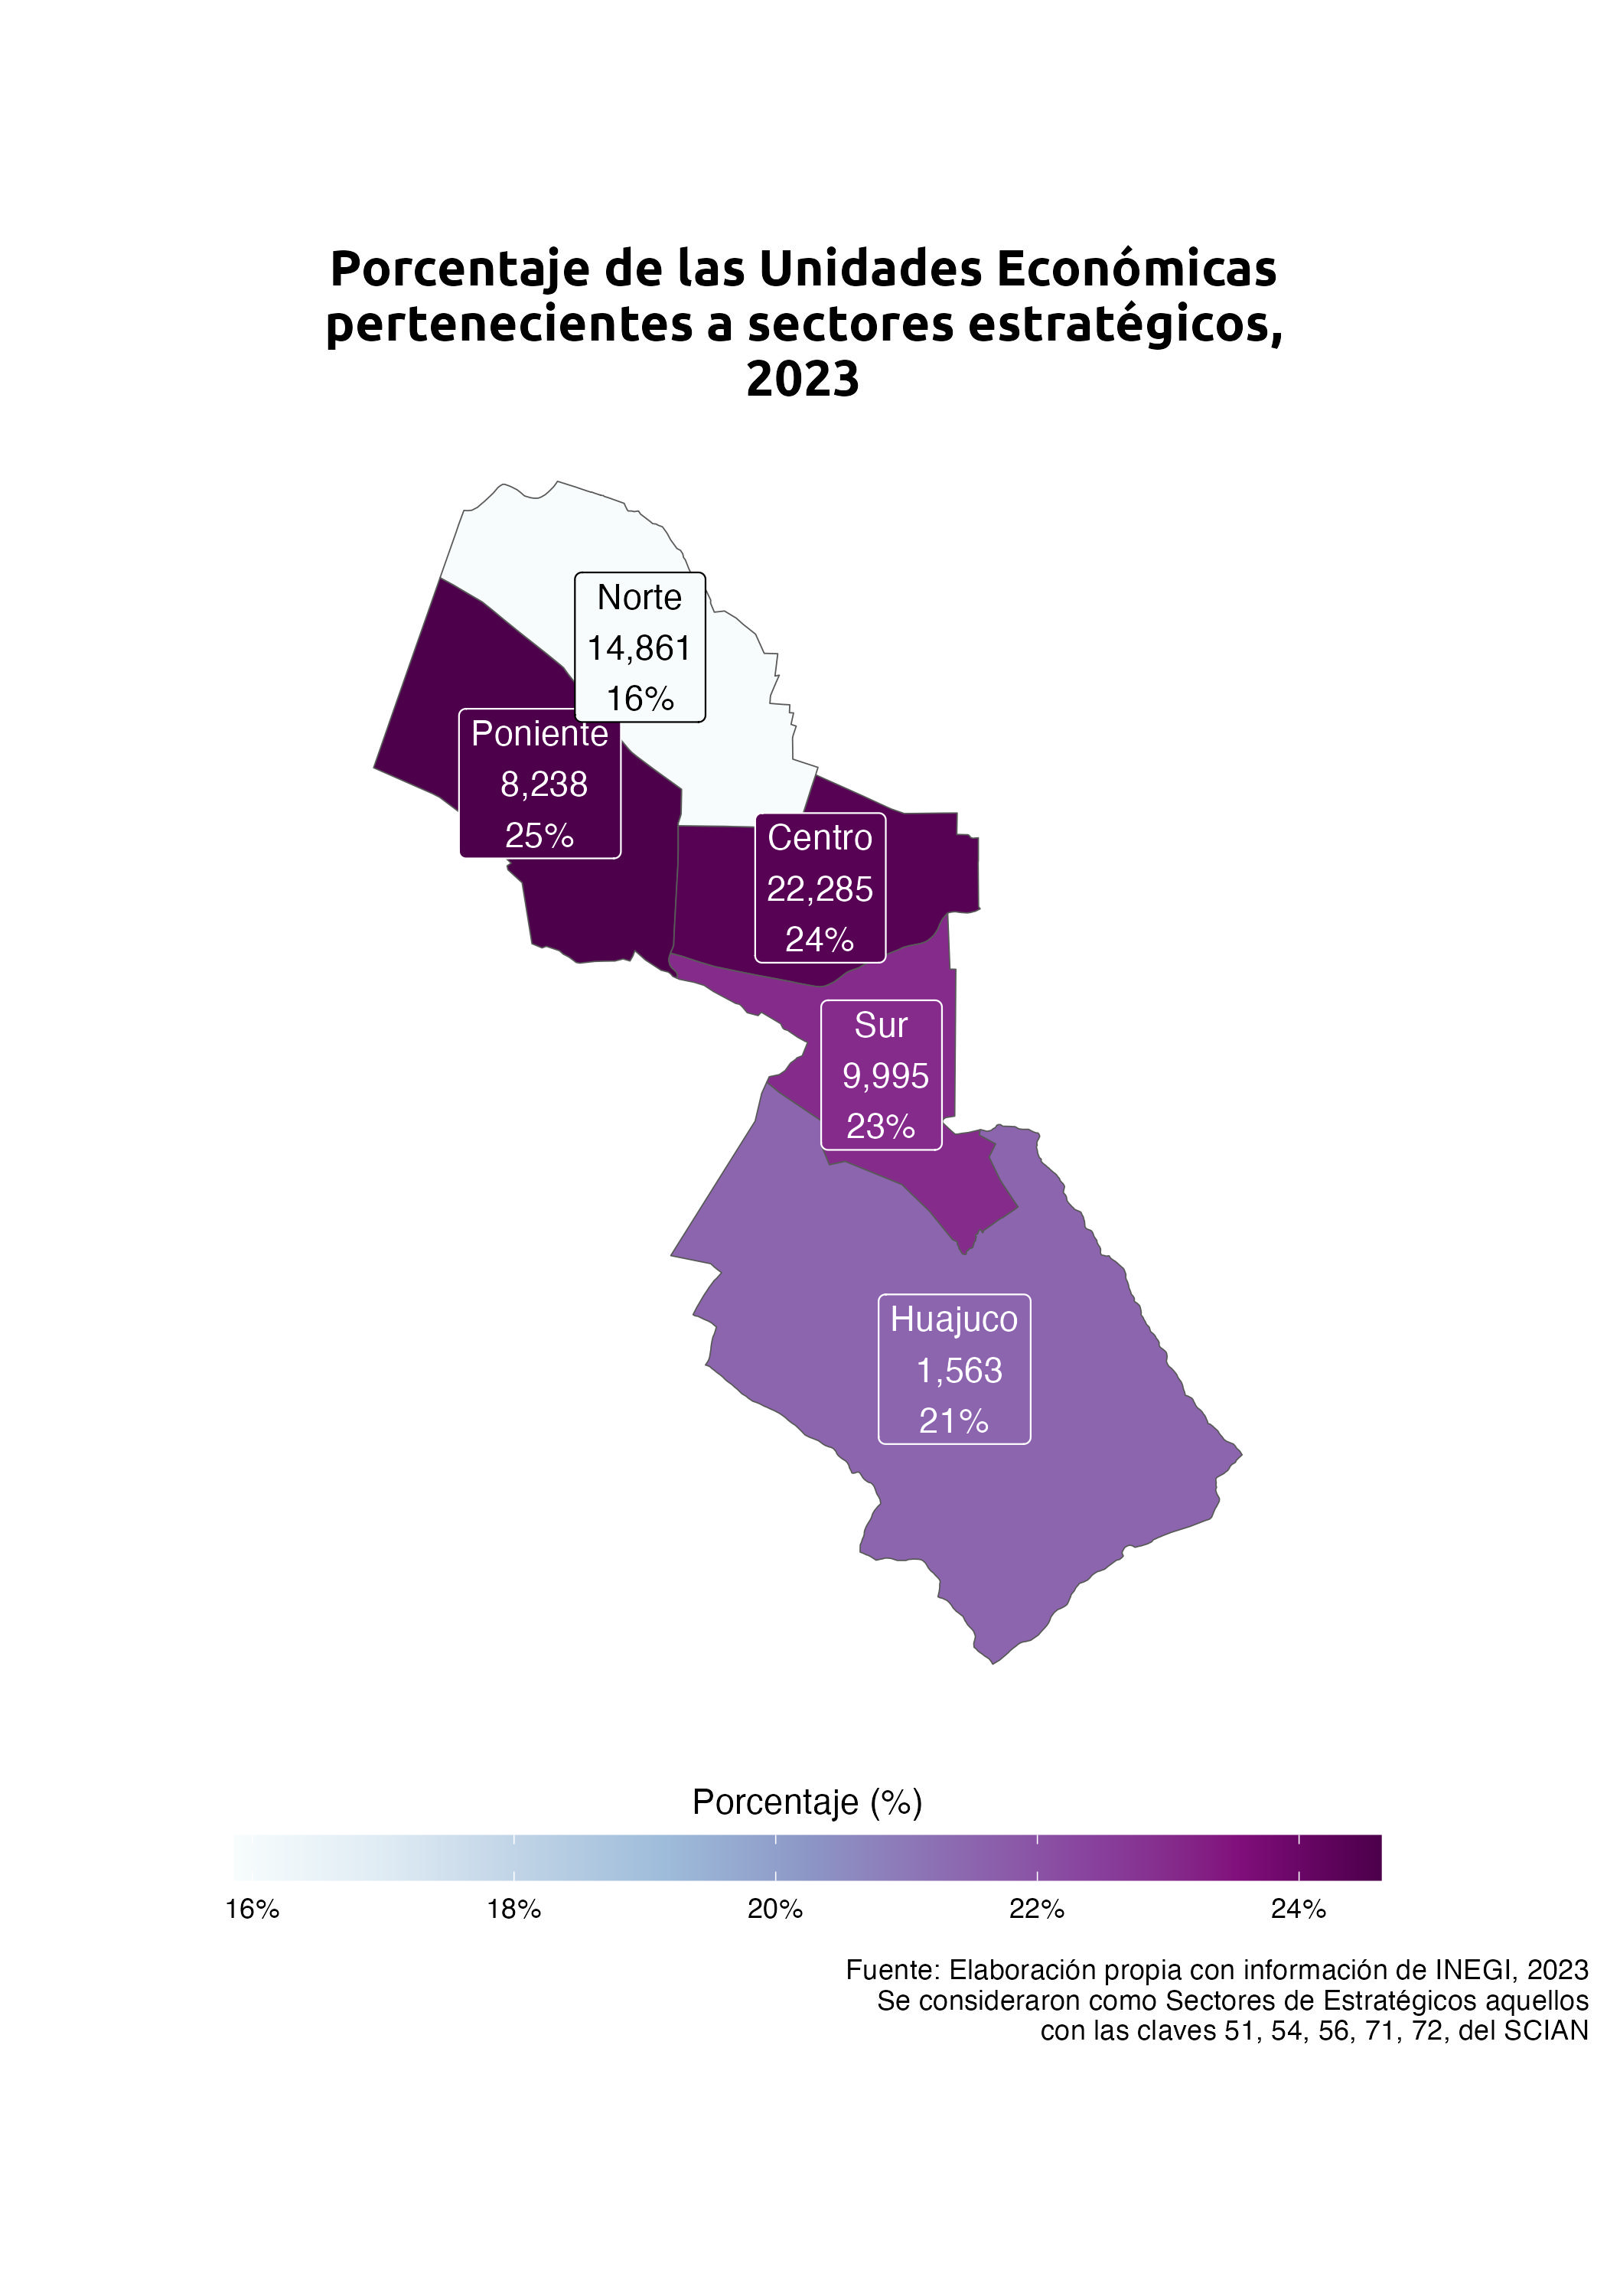 Porcentaje de las Unidades Económicas
pertenecientes a sectores estratégicos,
2023
Norte
14,861
16%
Poniente
8,238
25%
Centro
22,285
24%
Sur
9,995
23%
Huajuco
1,563
21%
Porcentaje (%)
16% 18% 20% 22% 24%
Fuente: Elaboración propia con información de INEGI, 2023
Se consideraron como Sectores de Estratégicos aquellos
con las claves 51, 54, 56, 71, 72, del SCIAN